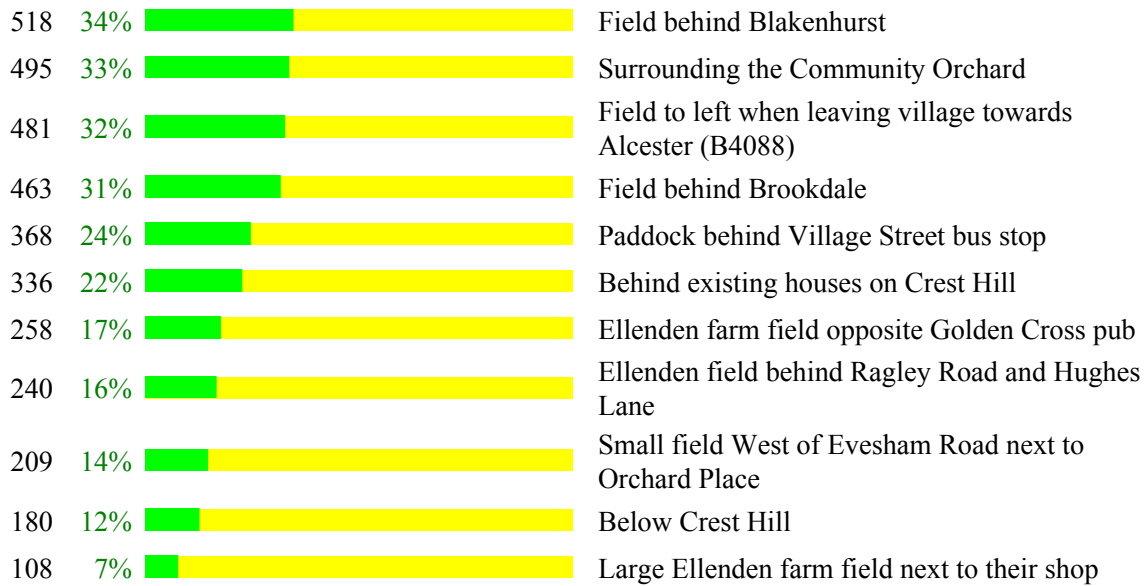 518 34% Field behind Blakenhurst
495 33% Surrounding the Community Orchard
481 32% Field to left when leaving village towards
Alcester (B4088)
463 31% Field behind Brookdale
368 24% Paddock behind Village Street bus stop
336 22% Behind existing houses on Crest Hill
258 17% Ellenden farm field opposite Golden Cross pub
240 16% Ellenden field behind Ragley Road and Hughes
Lane
209 14% Small field West of Evesham Road next to
Orchard Place
180 12% Below Crest Hill
108 7% Large Ellenden farm field next to their shop